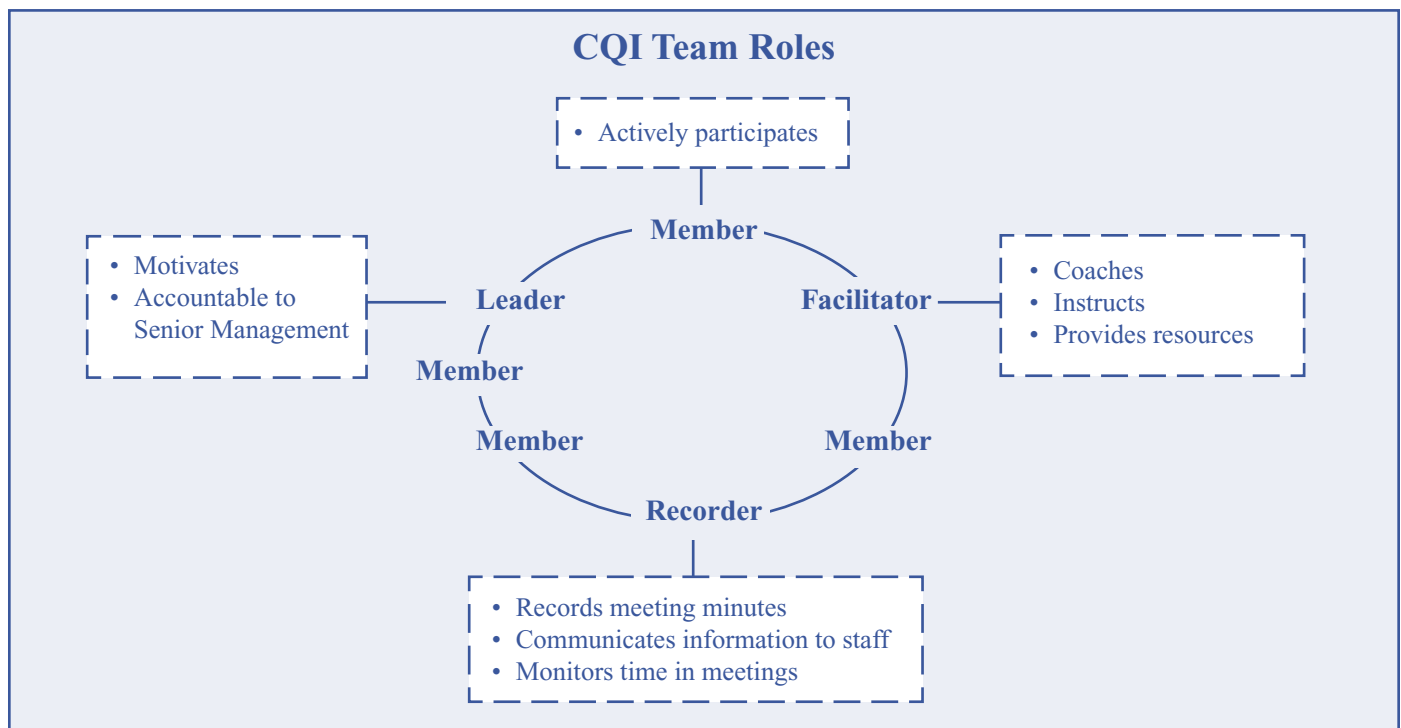 CQI Team Roles
• Actively participates
Member
• Motivates
• Accountable to
Senior Management
Leader
Facilitator
• Coaches
• Instructs
• Provides resources
Member
Member
Member
Recorder
• Records meeting minutes
• Communicates information to staff
• Monitors time in meetings